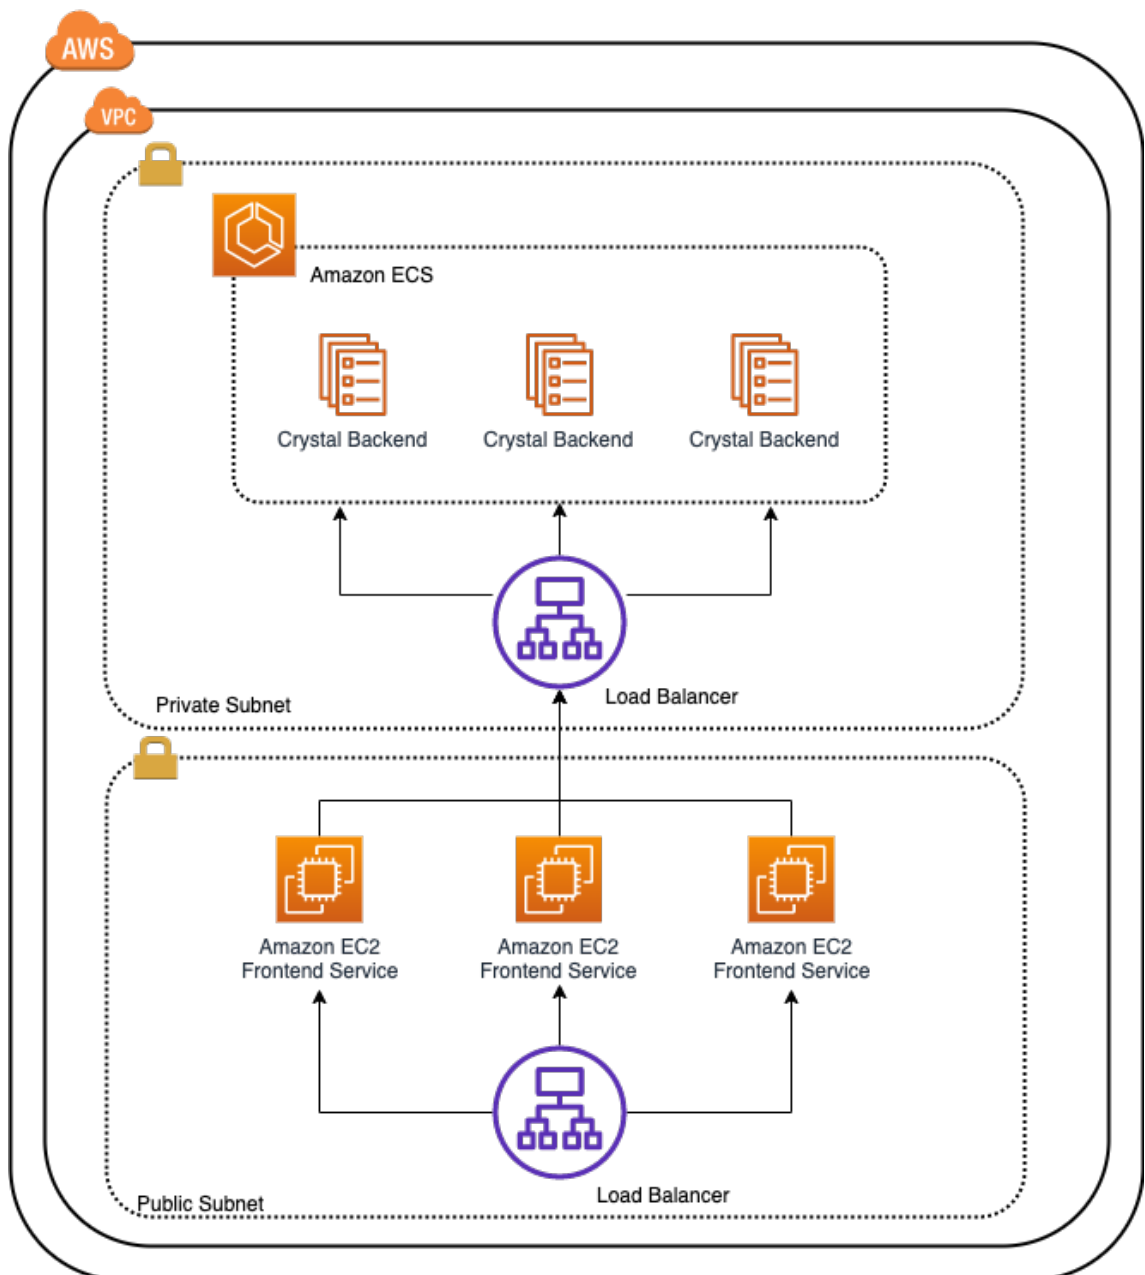 AWS
VPC
Amazon ECS
Crystal Backend
Crystal Backend
Crystal Backend
Load Balancer
Private Subnet
Amazon EC2
Frontend Service
Amazon EC2
Frontend Service
Amazon EC2
Frontend Service
Load Balancer
Public Subnet